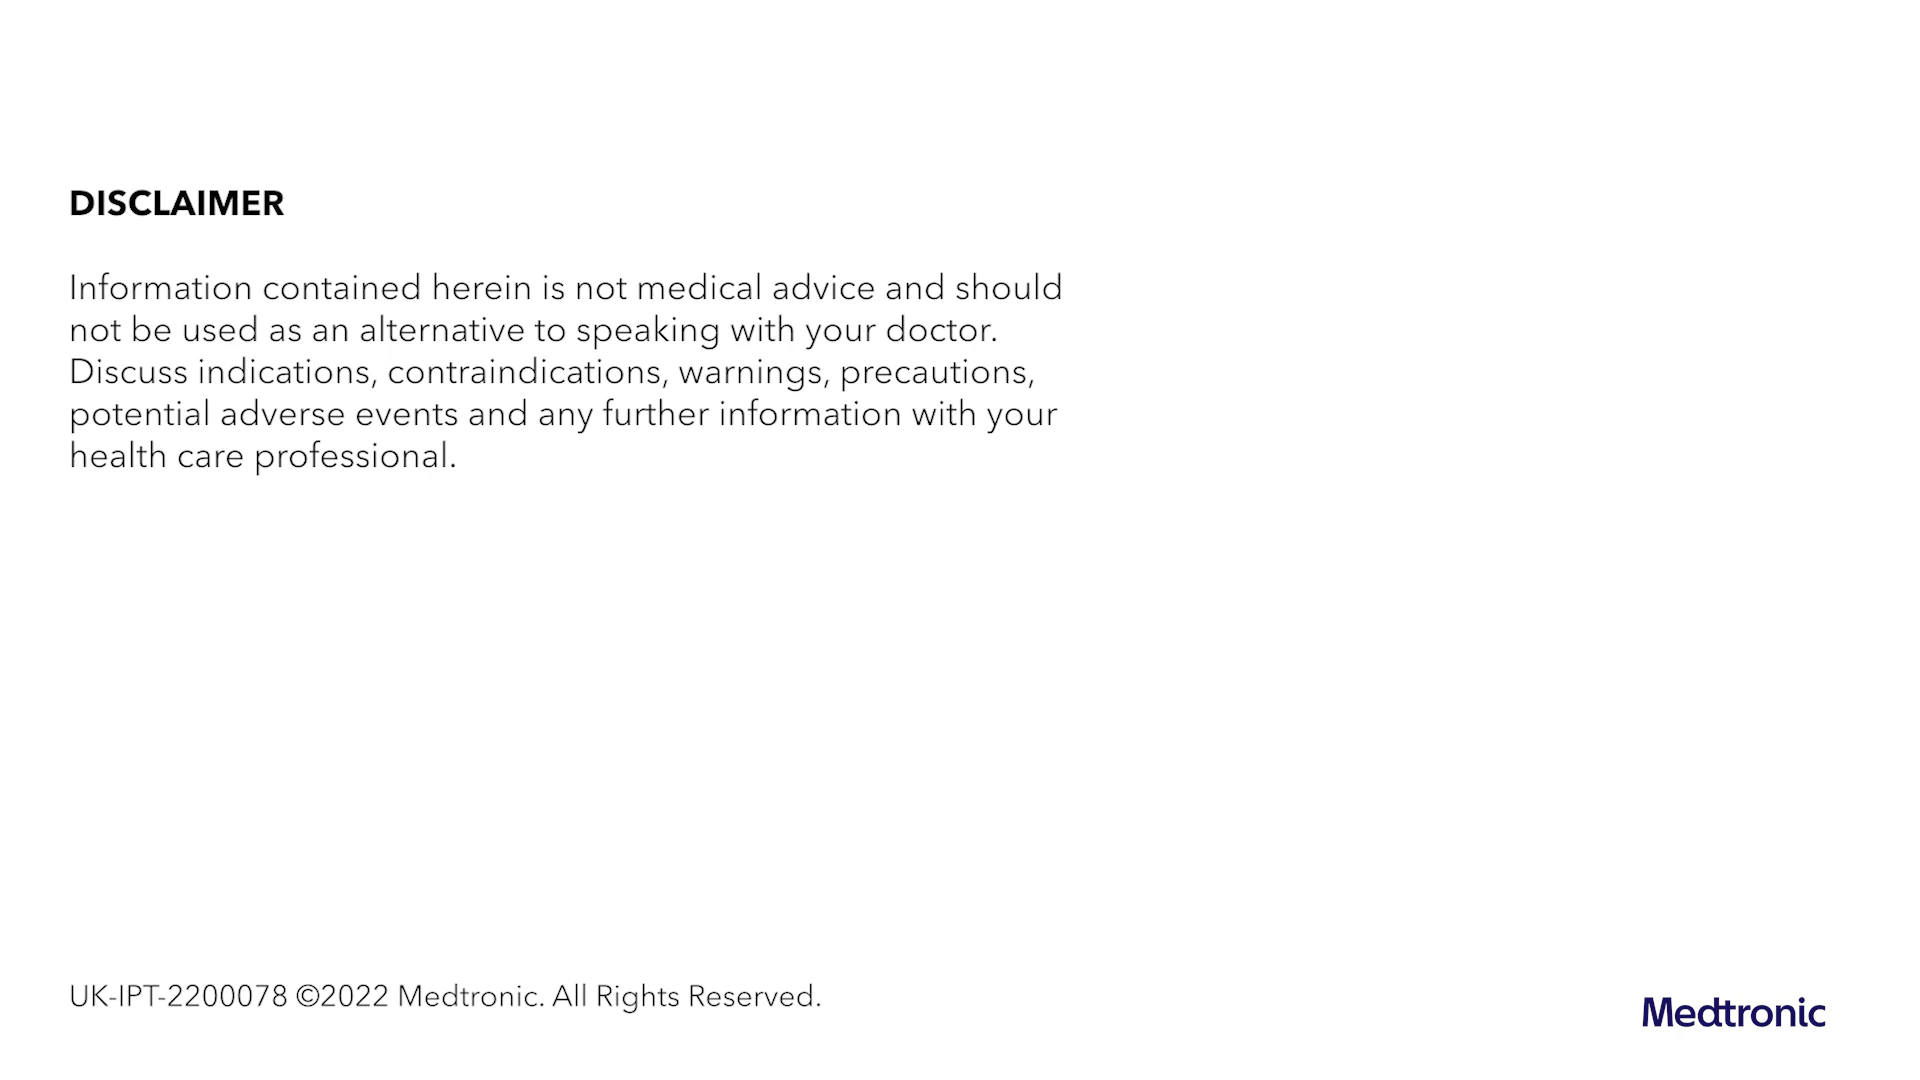 DISCLAIMER
Information contained herein is not medical advice and should
not be used as an alternative to speaking with your doctor.
Discuss indications, contraindications, warnings, precautions,
potential adverse events and any further information with your
health care professional.
UK-IPT-2200078 ©2022 Medtronic. All Rights Reserved.
Medtronic